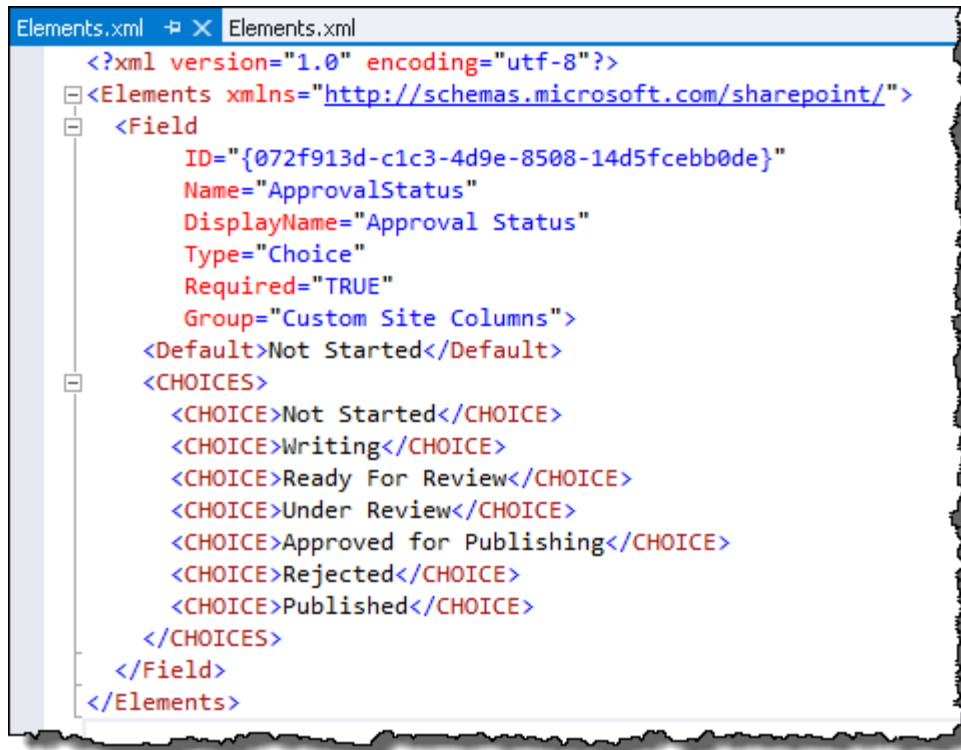 Elements.xml Elements.xml
<?xml version="1.0" encoding="utf-8"?>
<Elements xmlns="http://schemas.microsoft.com/sharepoint/">
<Field
ID="{072f913d-c1c3-4d9e-8508-14d5fcebb0de}"
Name="ApprovalStatus"
DisplayName="Approval Status"
Type="Choice"
Required="TRUE"
Group="Custom Site Columns">
<Default>Not Started</Default>
<CHOICES>
<CHOICE>Not Started</CHOICE>
<CHOICE>Writing</CHOICE>
<CHOICE>Ready For Review</CHOICE>
<CHOICE>Under Review</CHOICE>
<CHOICE>Approved for Publishing</CHOICE>
<CHOICE>Rejected</CHOICE>
<CHOICE>Published</CHOICE>
</CHOICES>
</Field>
</Elements>